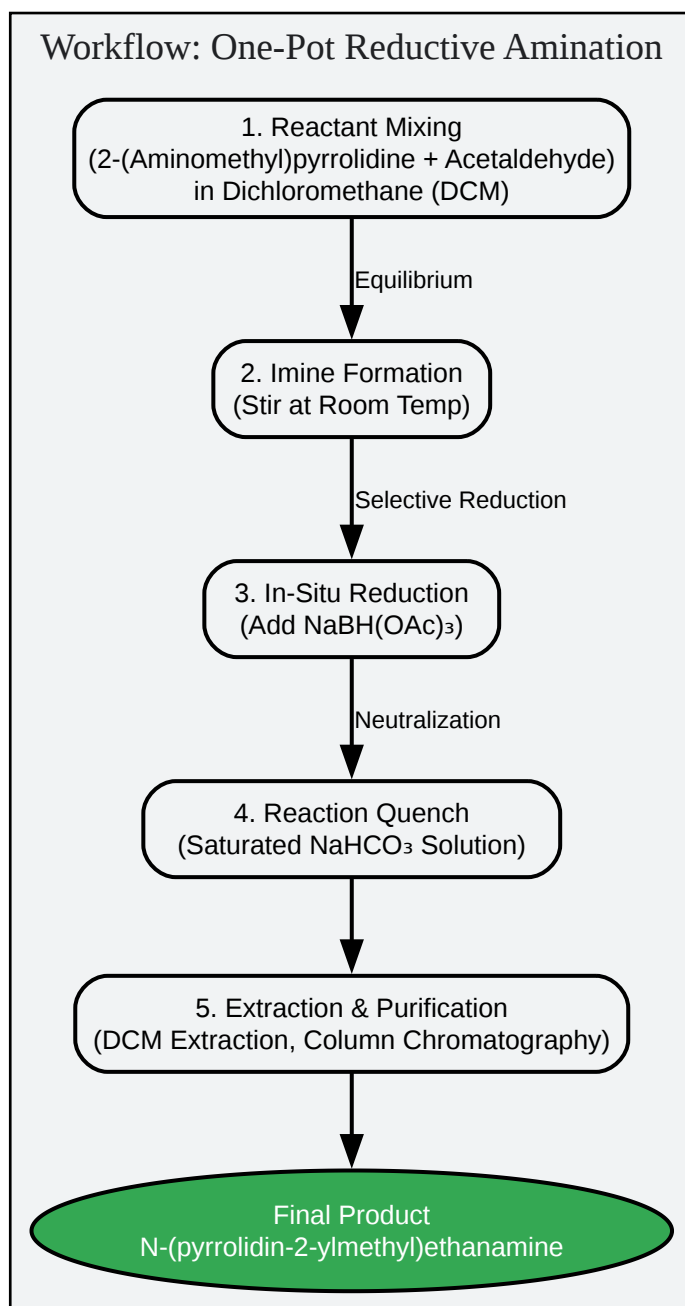 Workflow: One-Pot Reductive Amination
1. Reactant Mixing
(2-(Aminomethyl)pyrrolidine + Acetaldehyde)
in Dichloromethane (DCM)
Equilibrium
2. Imine Formation
(Stir at Room Temp)
Selective Reduction
3. In-Situ Reduction
(Add NaBH(OAc)₃)
Neutralization
4. Reaction Quench
(Saturated NaHCO₃ Solution)
5. Extraction & Purification
(DCM Extraction, Column Chromatography)
Final Product
N-(pyrrolidin-2-ylmethyl)ethanamine